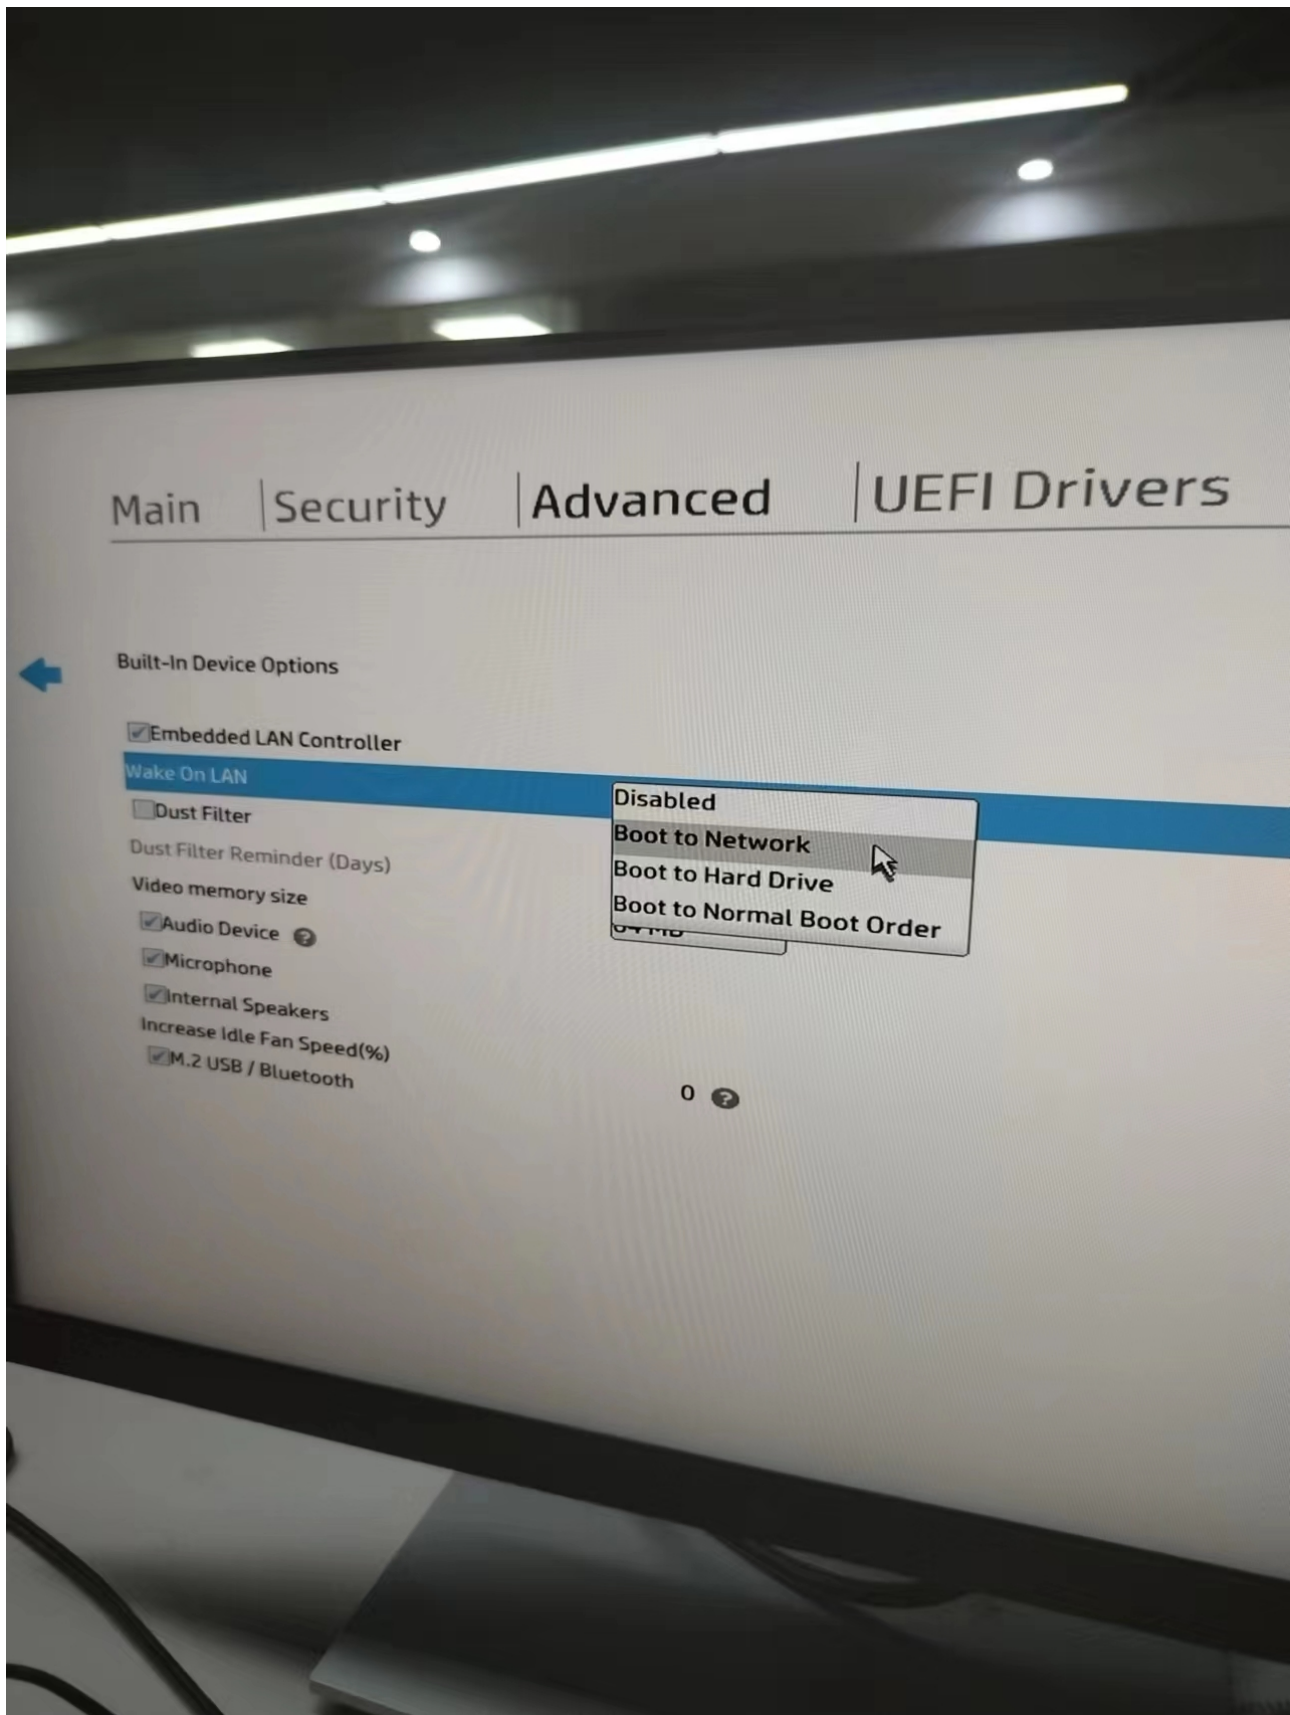 Main Security Advanced UEFI Drivers
Built-In Device Options
Embedded LAN Controller
Wake On LAN
Dust Filter
Dust Filter Reminder (Days)
Video memory size
Audio Device ?
Microphone
Internal Speakers
Increase Idle Fan Speed(%)
M.2 USB / Bluetooth
Disabled
Boot to Network
Boot to Hard Drive
Boot to Normal Boot Order
0 ?